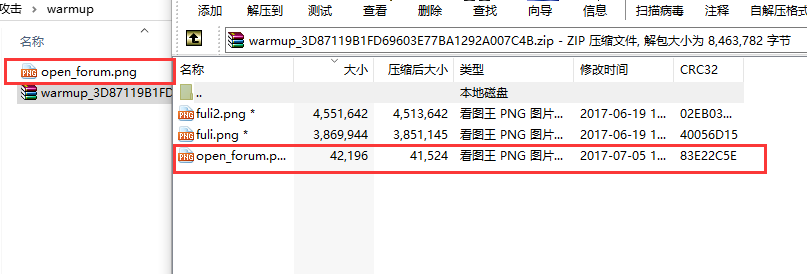 攻击 › warmup
名称
open_forum.png
warmup_3D87119B1FD
添加 解压到 测试 查看 删除 查找 向导 信息 扫描病毒 注释 自解压格式
warmup_3D87119B1FD69603E77BA1292A007C4B.zip - ZIP 压缩文件, 解包大小为 8,463,782 字节
名称 大小 压缩后大小 类型 修改时间 CRC32
.. 本地磁盘
fuli2.png * 4,551,642 4,513,642 看图王 PNG 图片... 2017-06-19 1... 02EB03...
fuli.png * 3,869,944 3,851,145 看图王 PNG 图片... 2017-06-19 1... 40056D15
open_forum.p... 42,196 41,524 看图王 PNG 图片... 2017-07-05 1... 83E22C5E